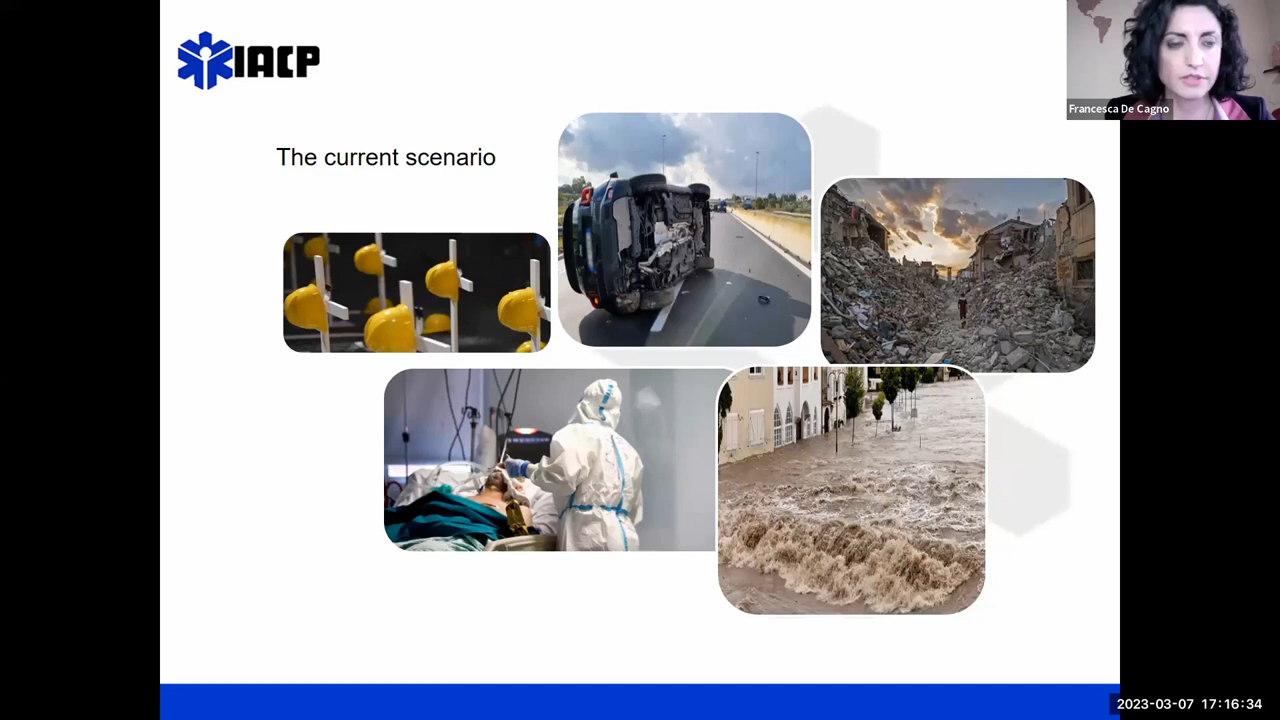 IACP
Francesca De Cagno
The current scenario
2023-03-07 17:16:34